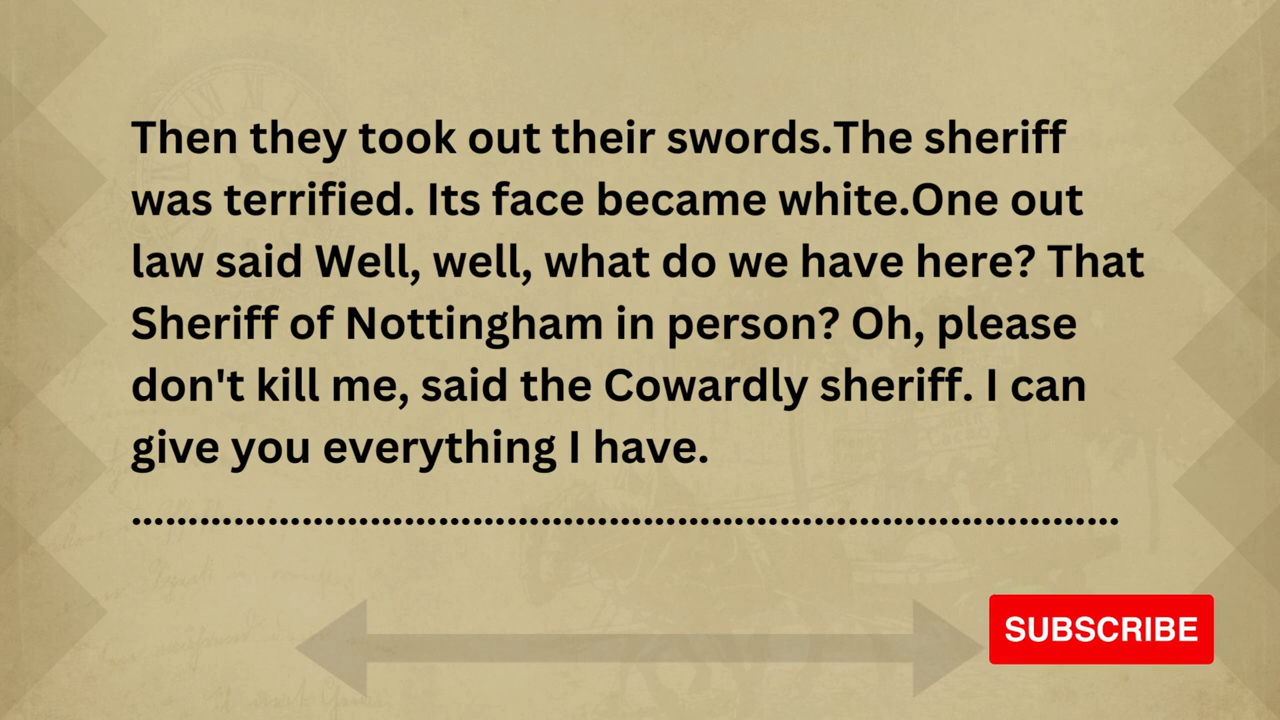 Then they took out their swords.The sheriff
was terrified. Its face became white.One out
law said Well, well, what do we have here? That
Sheriff of Nottingham in person? Oh, please
don't kill me, said the Cowardly sheriff. I can
give you everything I have.
........................................................................................
SUBSCRIBE